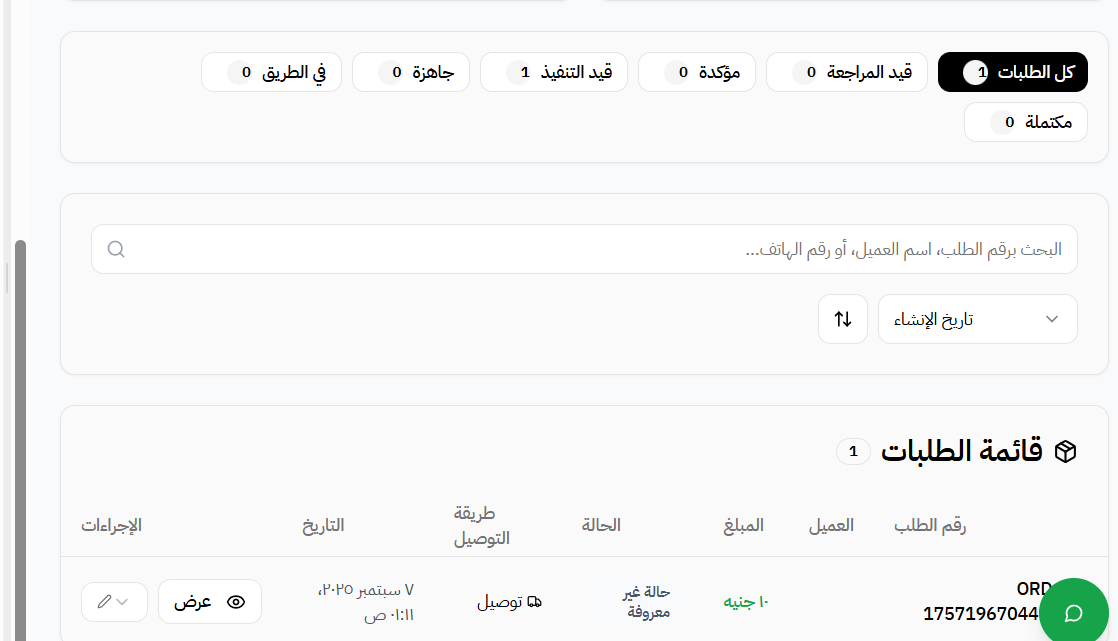 كل الطلبات 1
قيد المراجعة 0
مؤكدة 0
قيد التنفيذ 1
جاهزة 0
في الطريق 0
مكتملة 0
البحث برقم الطلب، اسم العميل، أو رقم الهاتف...
تاريخ الإنشاء
قائمة الطلبات 1
رقم الطلب
العميل
المبلغ
الحالة
طريقة
التوصيل
التاريخ
الإجراءات
ORD
17571967044
١٠ جنيه
حالة غير
معروفة
توصيل
٧ سبتمبر ٢٠٢٥،
٠١:١١ ص
عرض